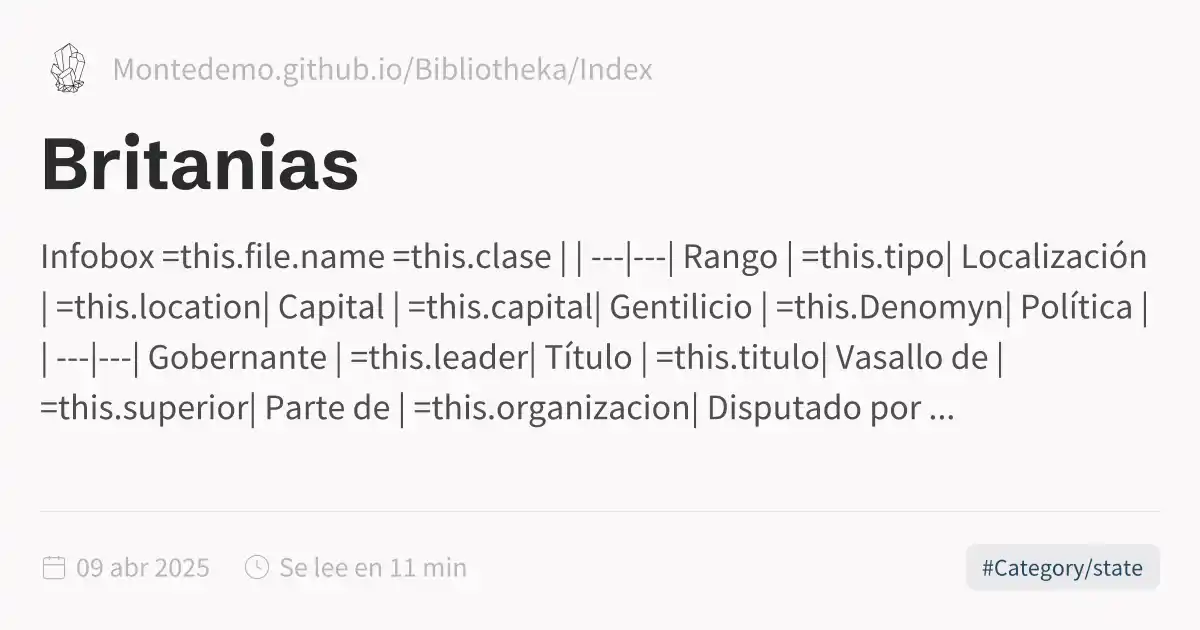 Montedemo.github.io/Bibliotheka/Index
Britanias
Infobox =this.file.name =this.clase | | ---|---| Rango | =this.tipo| Localización
| =this.location| Capital | =this.capital| Gentilicio | =this.Denomyn| Política |
| ---|---| Gobernante | =this.leader| Título | =this.titulo| Vasallo de |
=this.superior| Parte de | =this.organizacion| Disputado por ...
09 abr 2025 Se lee en 11 min #Category/state